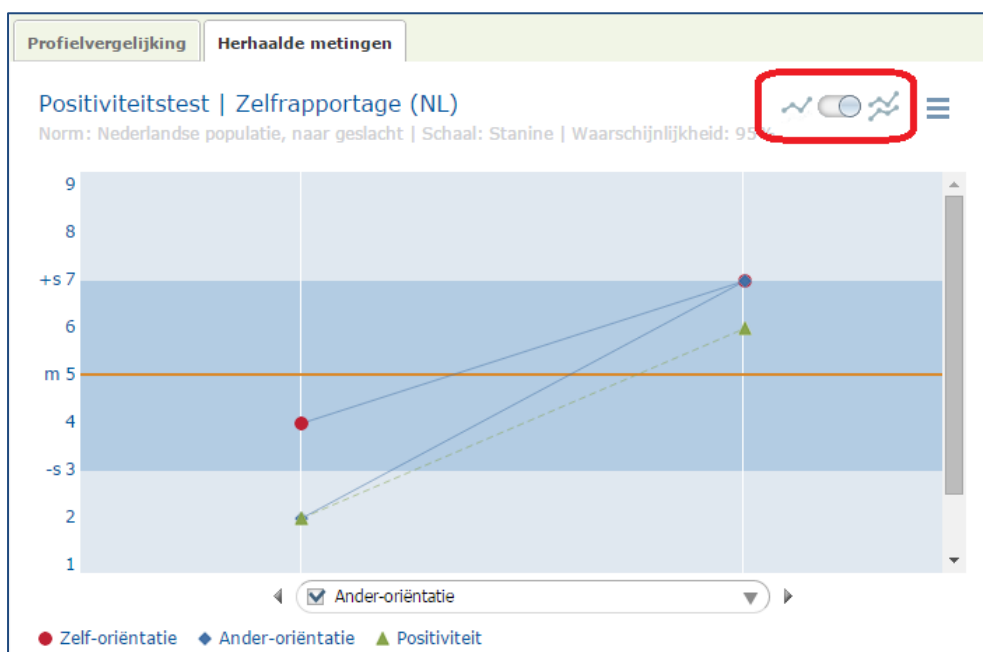 Profielvergelijking Herhaalde metingen
Positiviteitstest | Zelfrapportage (NL)
Norm: Nederlandse populatie, naar geslacht | Schaal: Stanine | Waarschijnlijkheid: 95%
9
8
+s 7
6
m 5
4
-s 3
2
1
Ander-oriëntatie
Zelf-oriëntatie Ander-oriëntatie Positiviteit